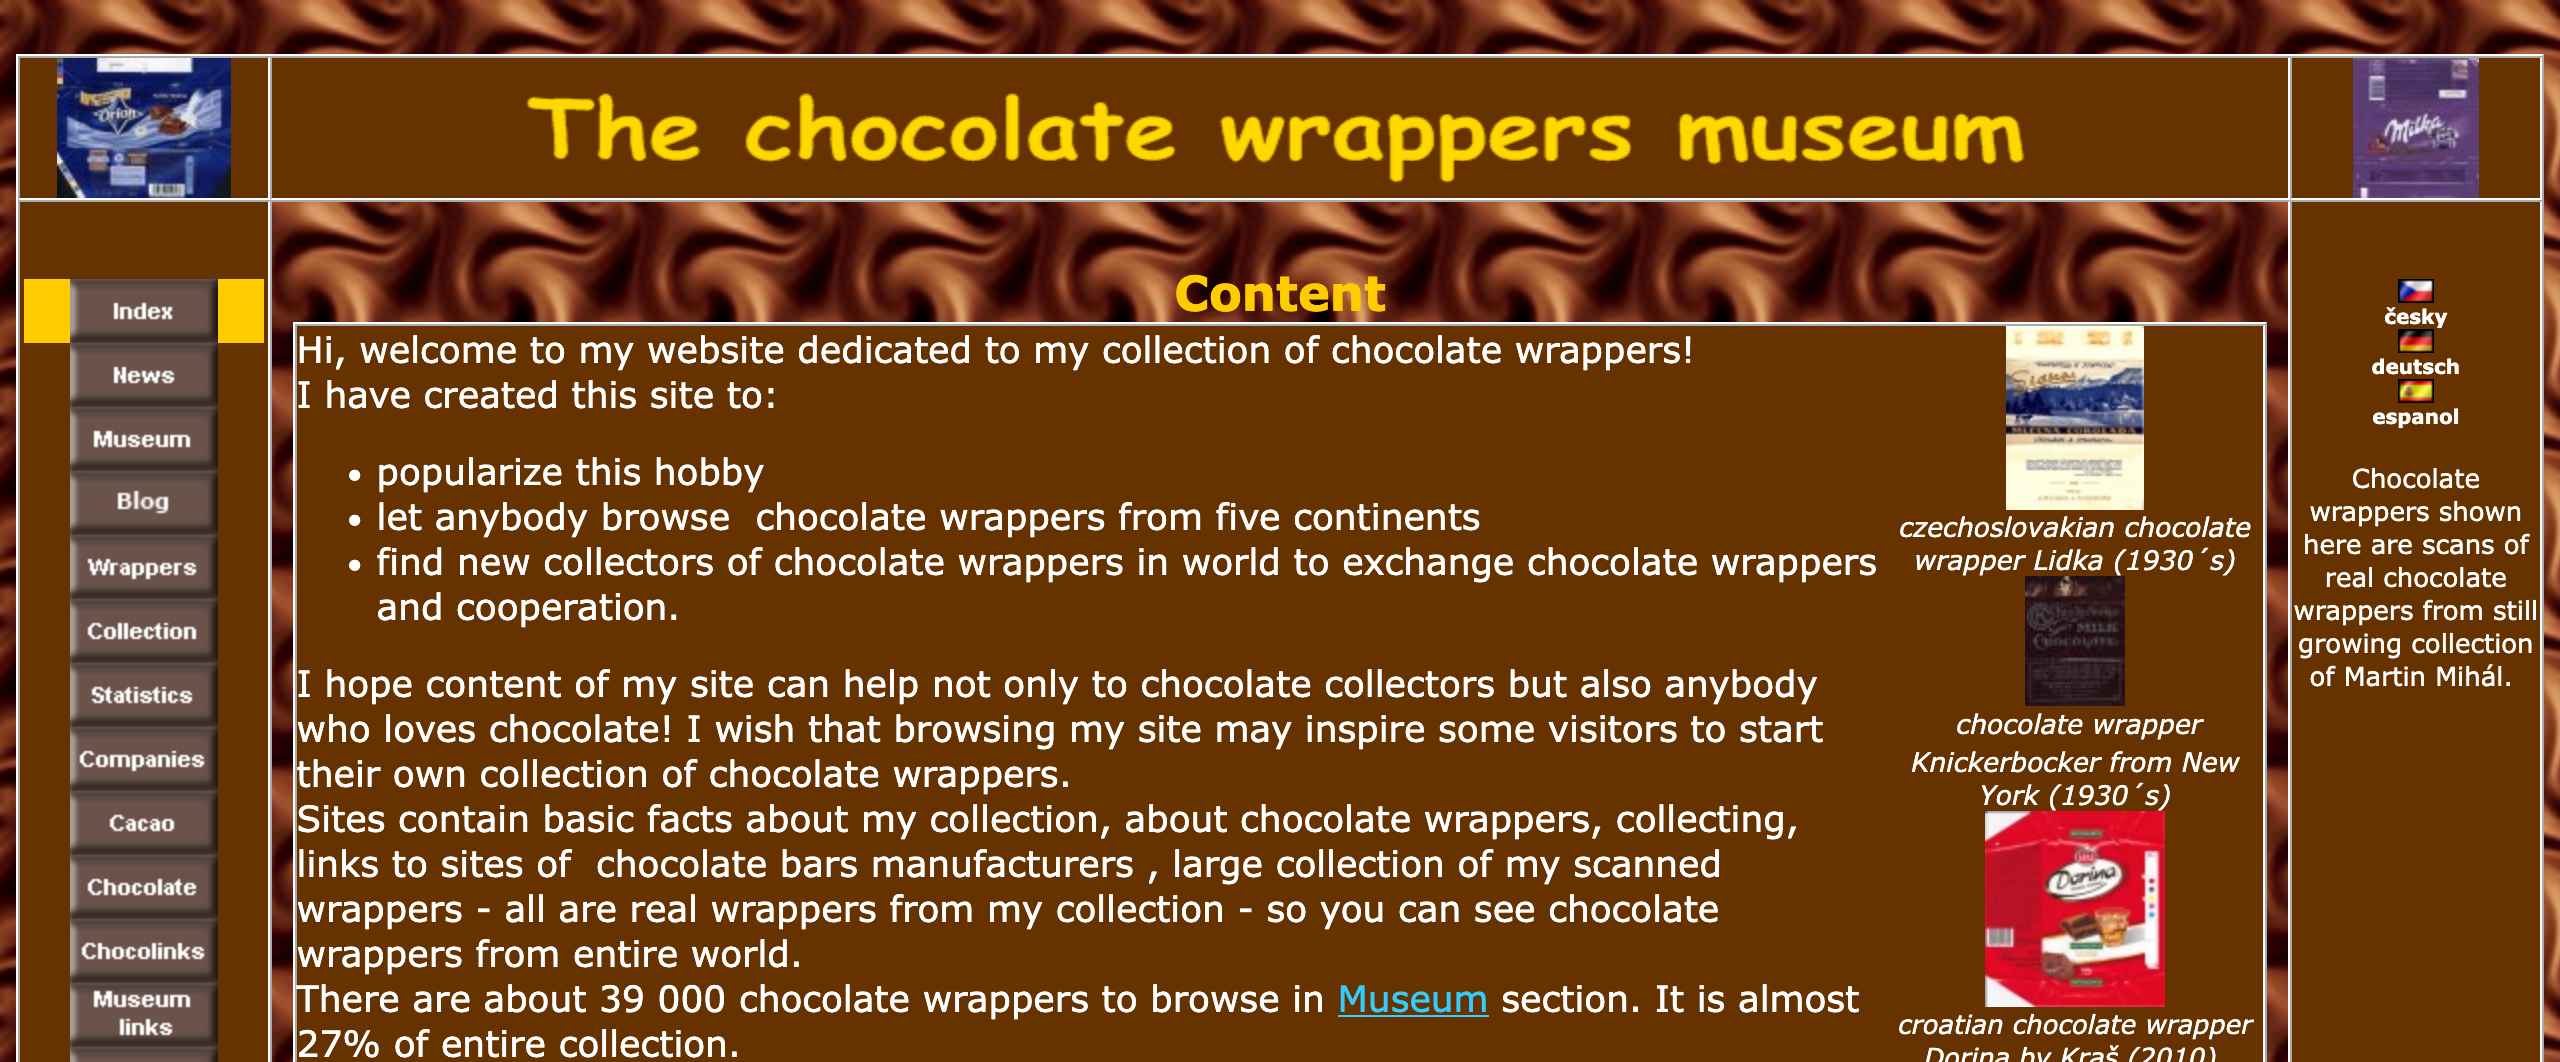 Orion
The chocolate wrappers museum
Milka
Index
News
Museum
Blog
Wrappers
Collection
Statistics
Companies
Cacao
Chocolate
Chocolinks
Museum
links
Content
Hi, welcome to my website dedicated to my collection of chocolate wrappers!
I have created this site to:
• popularize this hobby
• let anybody browse  chocolate wrappers from five continents
• find new collectors of chocolate wrappers in world to exchange chocolate wrappers
and cooperation.
I hope content of my site can help not only to chocolate collectors but also anybody
who loves chocolate! I wish that browsing my site may inspire some visitors to start
their own collection of chocolate wrappers.
Sites contain basic facts about my collection, about chocolate wrappers, collecting,
links to sites of  chocolate bars manufacturers , large collection of my scanned
wrappers - all are real wrappers from my collection - so you can see chocolate
wrappers from entire world.
There are about 39 000 chocolate wrappers to browse in Museum section. It is almost
27% of entire collection.
czechoslovakian chocolate
wrapper Lidka (1930´s)
MILK
CHOCOLATE
chocolate wrapper
Knickerbocker from New
York (1930´s)
Dorina
croatian chocolate wrapper
Dorina by Kraš (2010)
česky
deutsch
espanol
Chocolate
wrappers shown
here are scans of
real chocolate
wrappers from still
growing collection
of Martin Mihál.